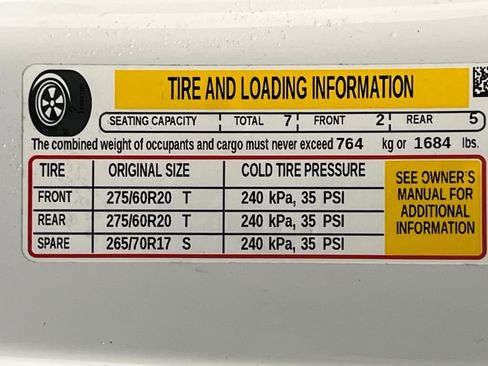 TIRE AND LOADING INFORMATION
SEATING CAPACITY TOTAL 7 FRONT 2 REAR 5
The combined weight of occupants and cargo must never exceed 764 kg or 1684 lbs.
TIRE ORIGINAL SIZE COLD TIRE PRESSURE
FRONT 275/60R20 T 240 kPa, 35 PSI
REAR 275/60R20 T 240 kPa, 35 PSI
SPARE 265/70R17 S 240 kPa, 35 PSI
SEE OWNER'S
MANUAL FOR
ADDITIONAL
INFORMATION